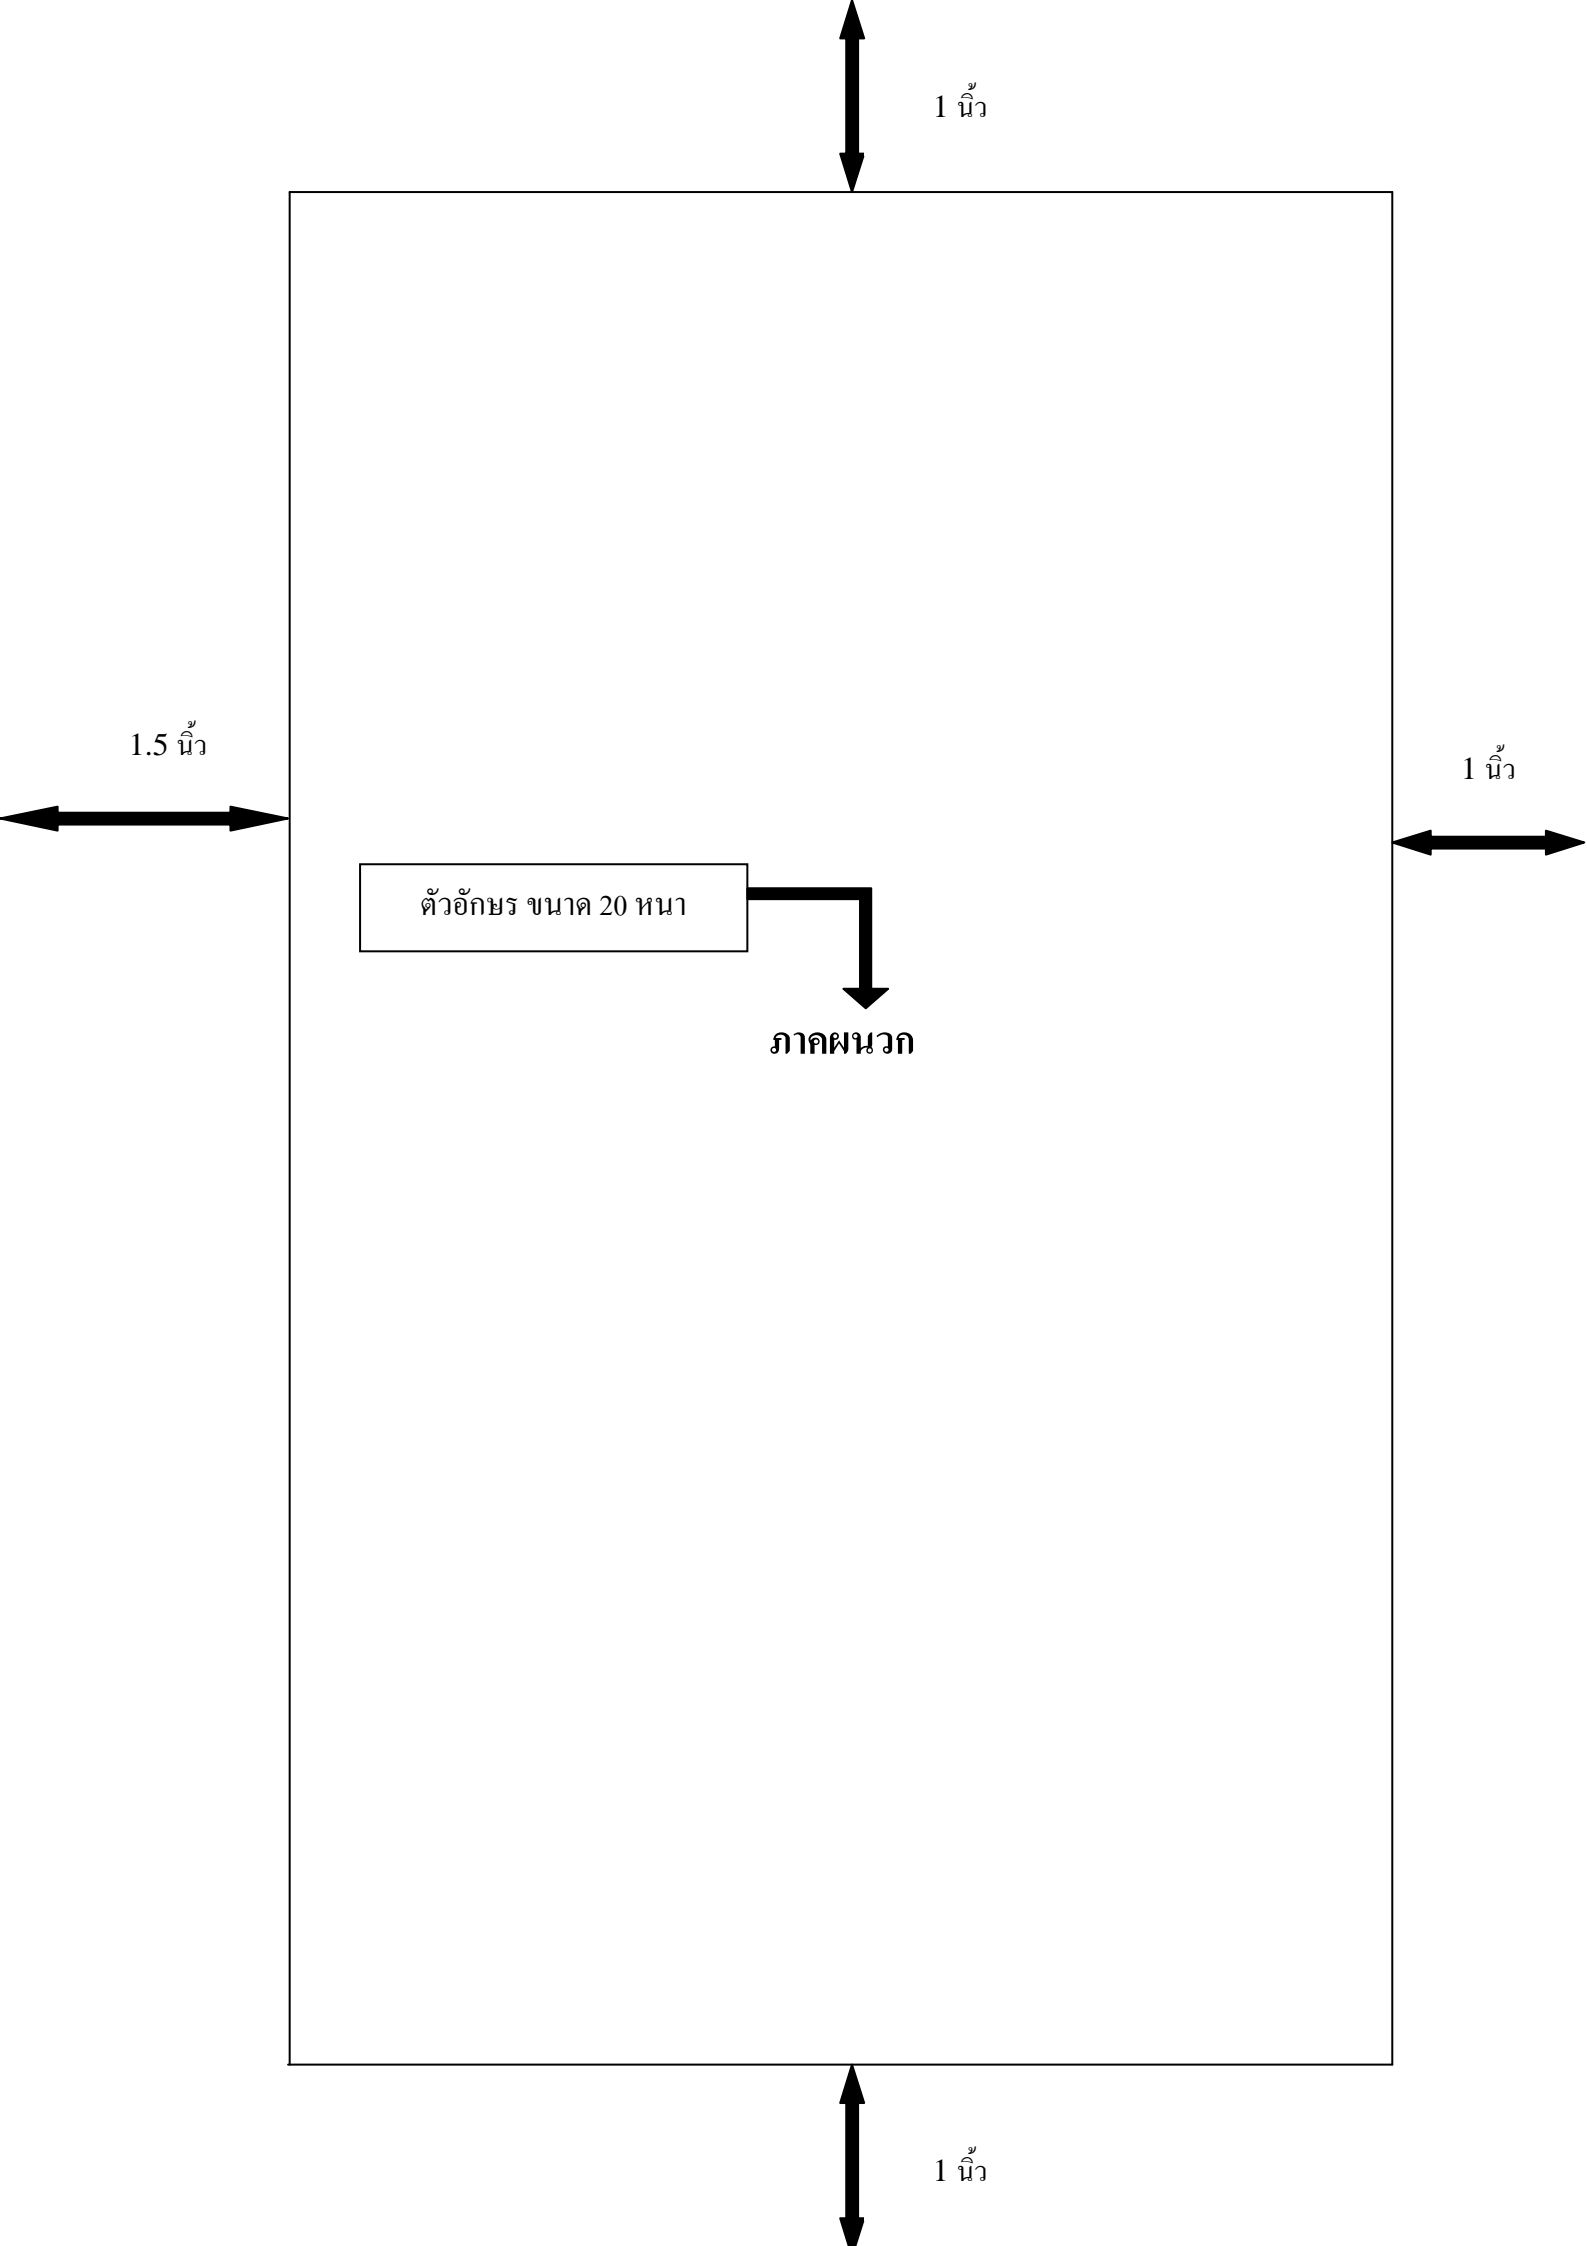 1 นิ้ว
1.5 นิ้ว
1 นิ้ว
ตัวอักษร ขนาด 20 หนา
ภาคผนวก
1 นิ้ว